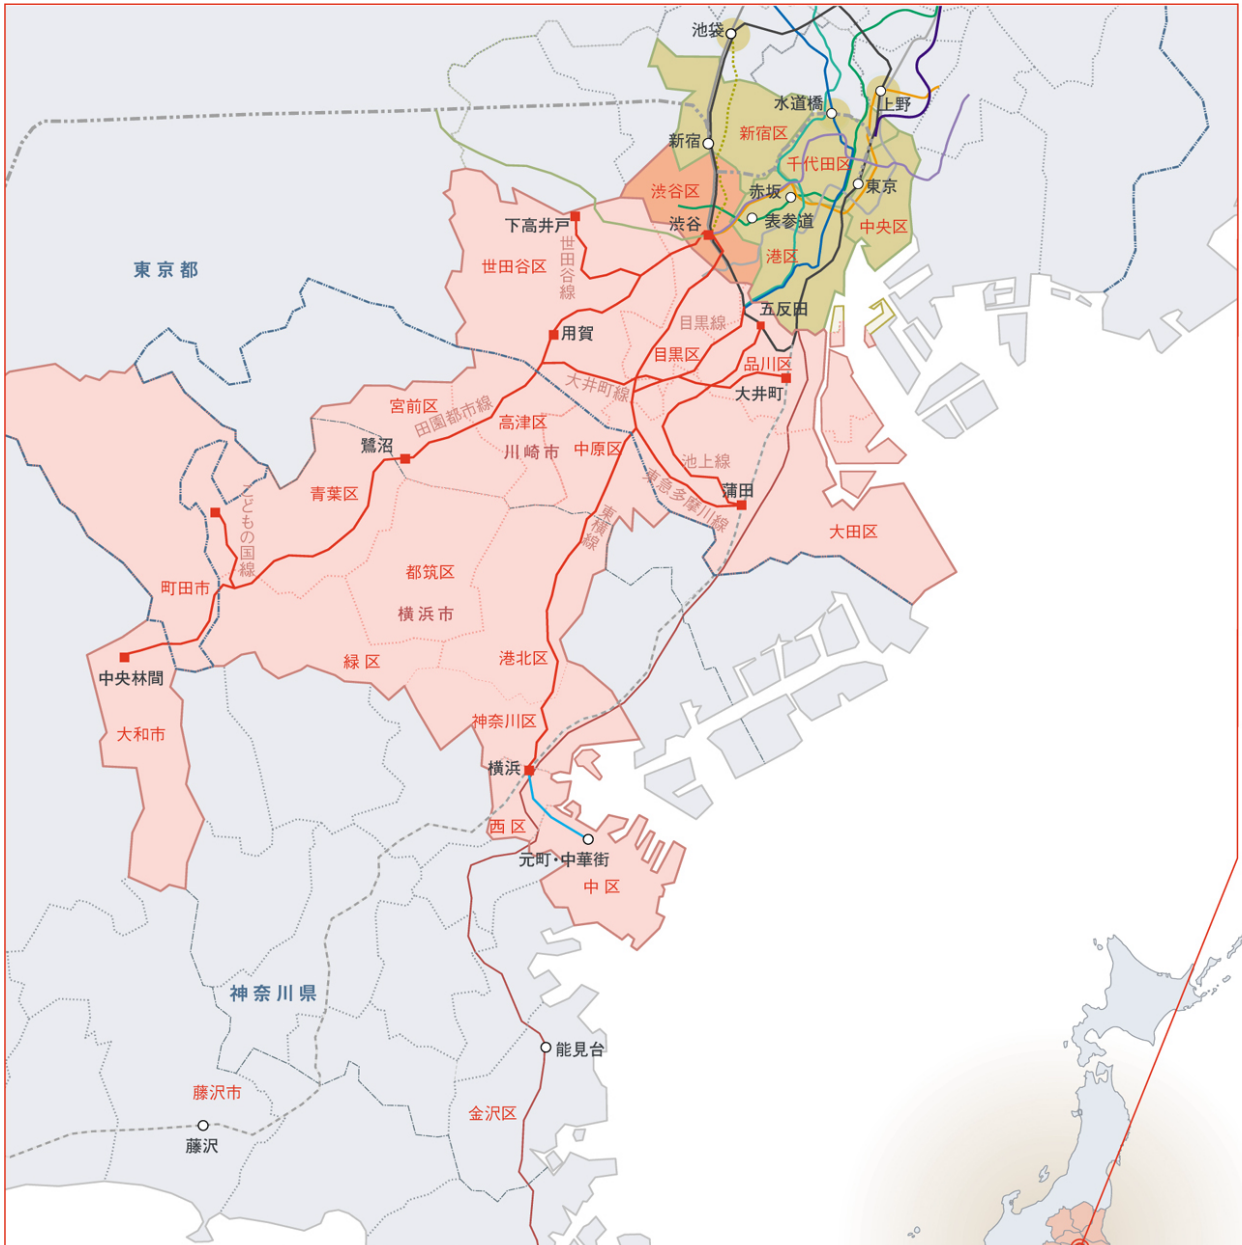 池袋
上野
水道橋
新宿
新宿区
千代田区
渋谷区
赤坂
東京
表参道
渋谷
中央区
下高井戸
世田谷区
世田谷線
港区
東京都
五反田
目黒線
用賀
目黒区
品川区
大井町線
大井町
宮前区
田園都市線
高津区
鷺沼
川崎市
中原区
池上線
青葉区
こどもの国線
東急多摩川線
蒲田
東横線
大田区
都筑区
町田市
横浜市
緑区
港北区
中央林間
神奈川区
大和市
横浜
西区
元町・中華街
中区
神奈川県
能見台
藤沢市
金沢区
藤沢